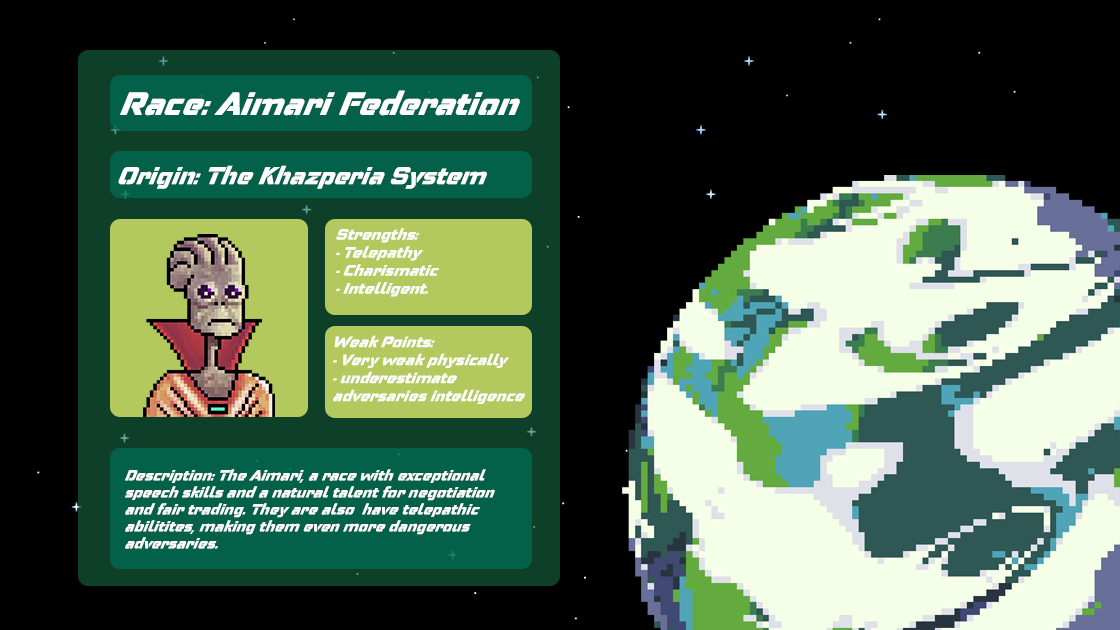 Race: Aimari Federation
Origin: The Khazperia System
Strengths:
- Telepathy
- Charismatic
- Intelligent.
Weak Points:
- Very weak physically
- underestimate
adversaries intelligence
Description: The Aimari, a race with exceptional
speech skills and a natural talent for negotiation
and fair trading. They are also  have telepathic
abilitites, making them even more dangerous
adversaries.